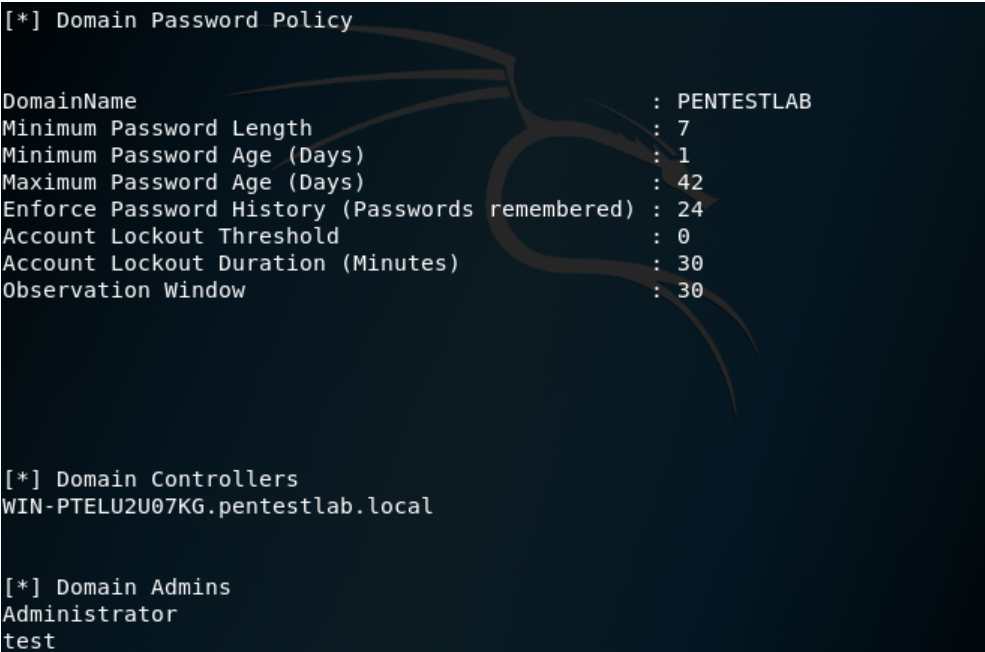 [*] Domain Password Policy
DomainName : PENTESTLAB
Minimum Password Length : 7
Minimum Password Age (Days) : 1
Maximum Password Age (Days) : 42
Enforce Password History (Passwords remembered) : 24
Account Lockout Threshold : 0
Account Lockout Duration (Minutes) : 30
Observation Window : 30
[*] Domain Controllers
WIN-PTELU2U07KG.pentestlab.local
[*] Domain Admins
Administrator
test